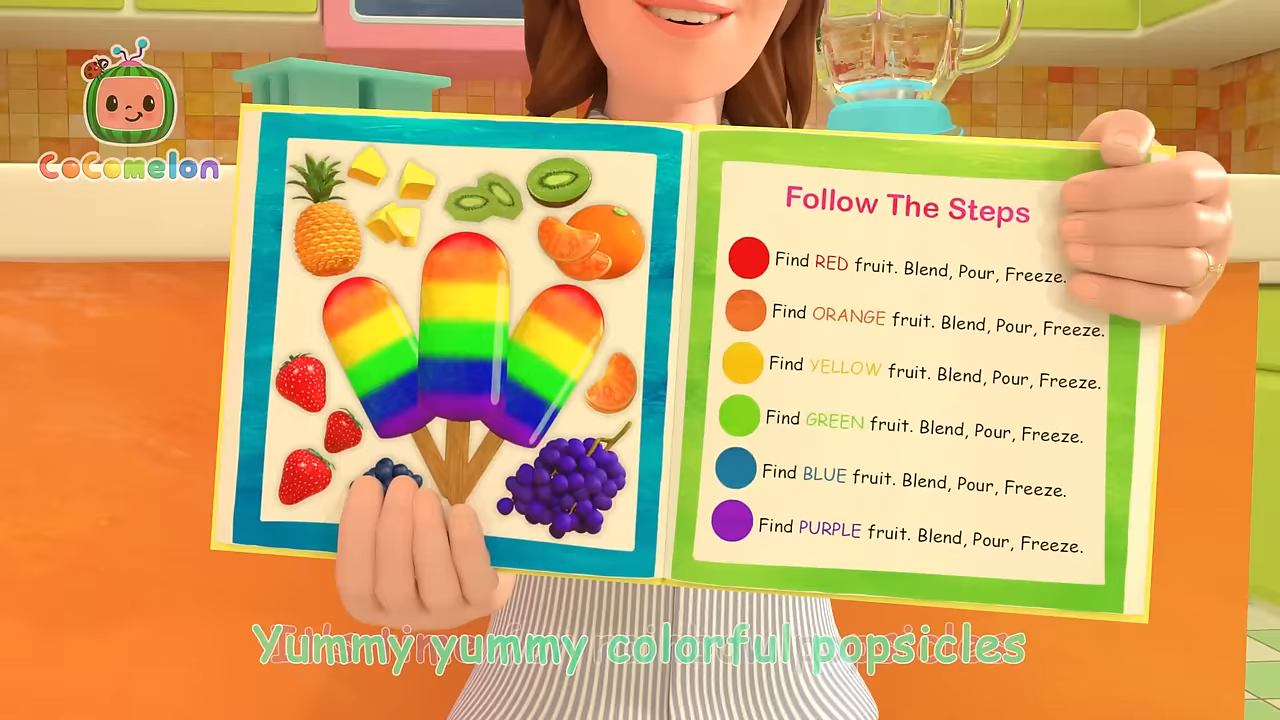 CoComelon
Follow The Steps
Find RED fruit. Blend, Pour, Freeze.
Find ORANGE fruit. Blend, Pour, Freeze.
Find YELLOW fruit. Blend, Pour, Freeze.
Find GREEN fruit. Blend, Pour, Freeze.
Find BLUE fruit. Blend, Pour, Freeze.
Find PURPLE fruit. Blend, Pour, Freeze.
Yummy yummy colorful popsicles